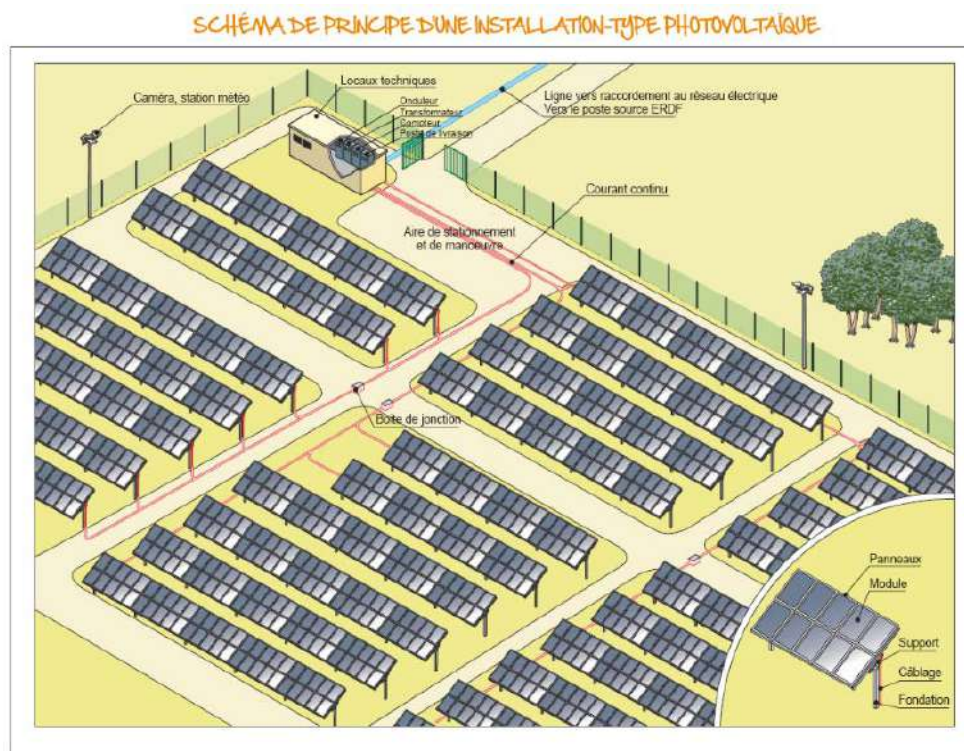 SCHÉMA DE PRINCIPE D'UNE INSTALLATION-TYPE PHOTOVOLTAÏQUE
Locaux techniques
Caméra, station météo
Onduleur
Transformateur
Compteur
Poste de livraison
Ligne vers raccordement au réseau électrique
Vers le poste source ERDF
Courant continu
Aire de stationnement
et de manoeuvre
Boite de jonction
Panneaux
Module
Support
Câblage
Fondation